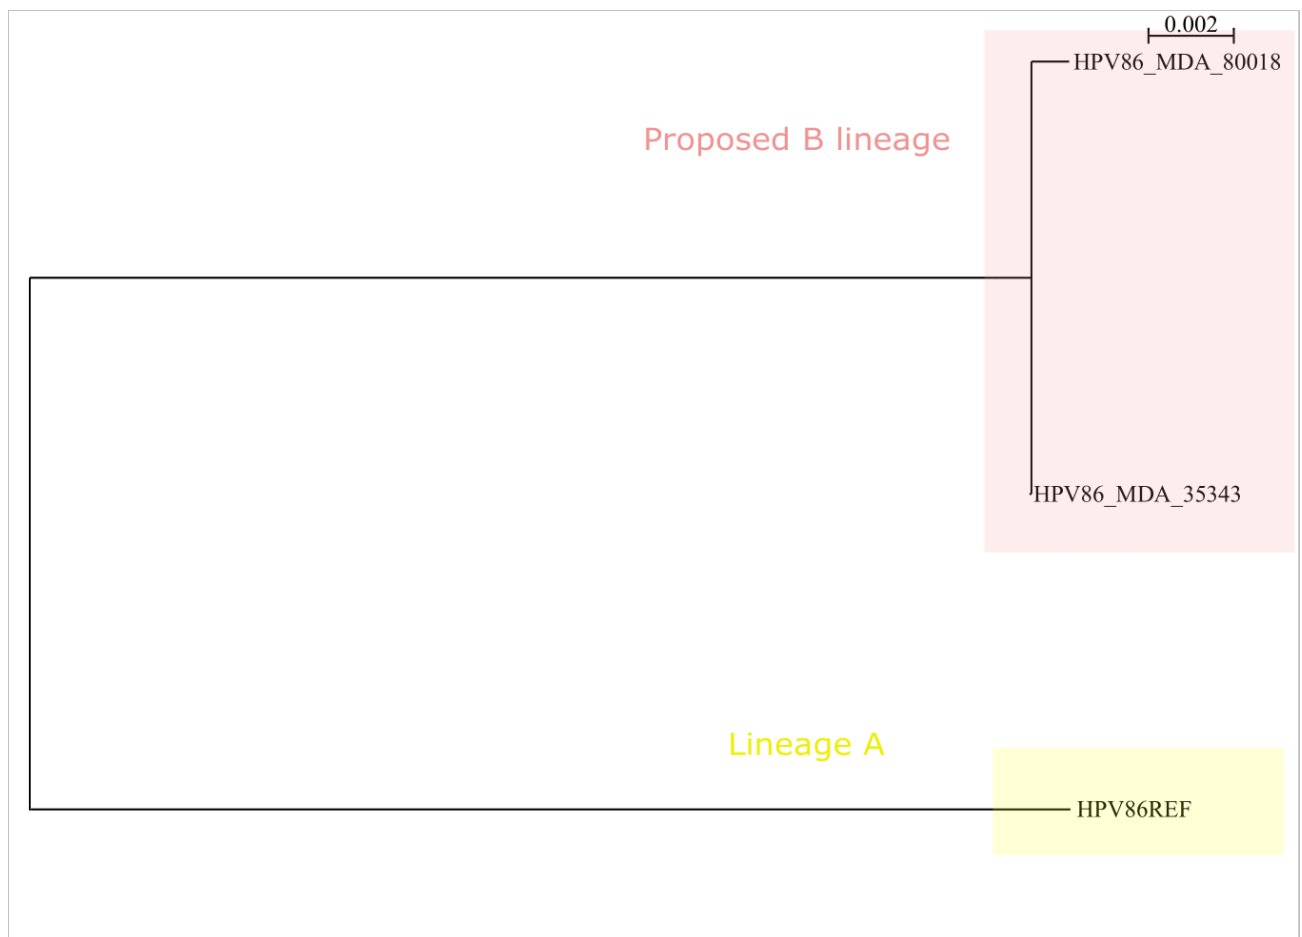 0.002
HPV86_MDA_80018
Proposed B lineage
HPV86_MDA_35343
Lineage A
HPV86REF